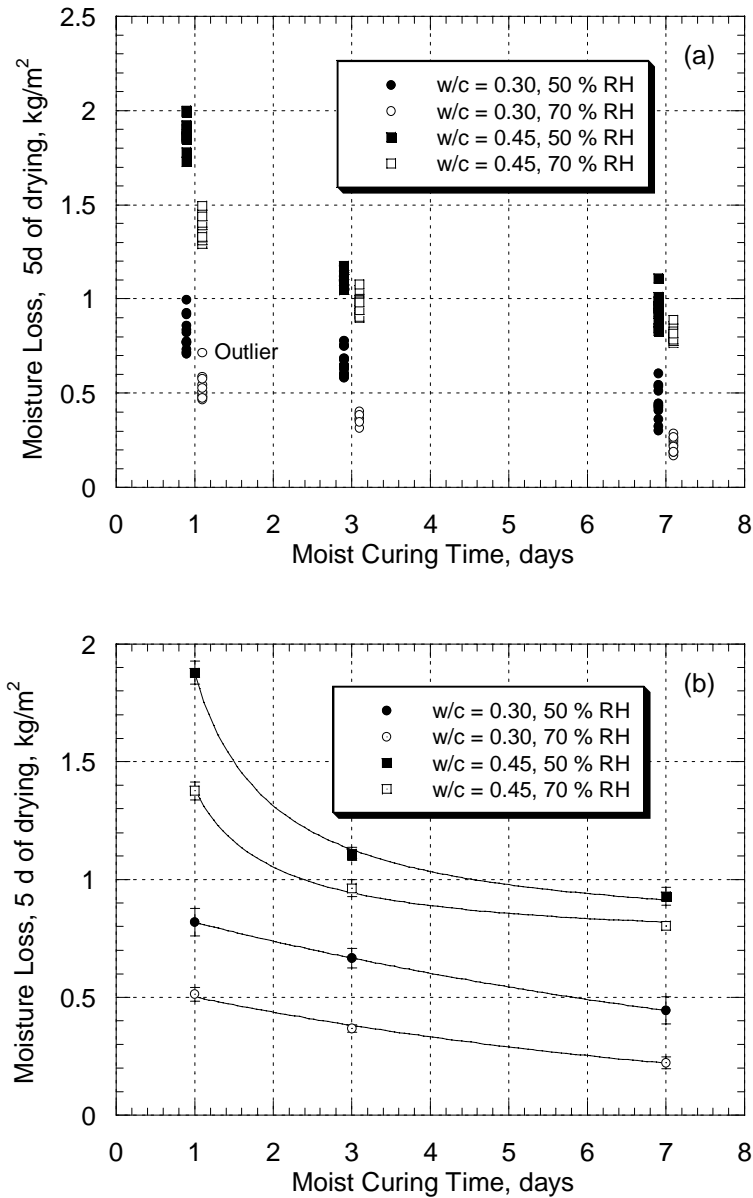 (a)
w/c = 0.30, 50 % RH
w/c = 0.30, 70 % RH
w/c = 0.45, 50 % RH
w/c = 0.45, 70 % RH
Moisture Loss, 5d of drying, kg/m²
2.5
2
1.5
1
0.5
0
Outlier
0 1 2 3 4 5 6 7 8
Moist Curing Time, days
(b)
w/c = 0.30, 50 % RH
w/c = 0.30, 70 % RH
w/c = 0.45, 50 % RH
w/c = 0.45, 70 % RH
Moisture Loss, 5 d of drying, kg/m²
2
1.5
1
0.5
0
0 1 2 3 4 5 6 7 8
Moist Curing Time, days